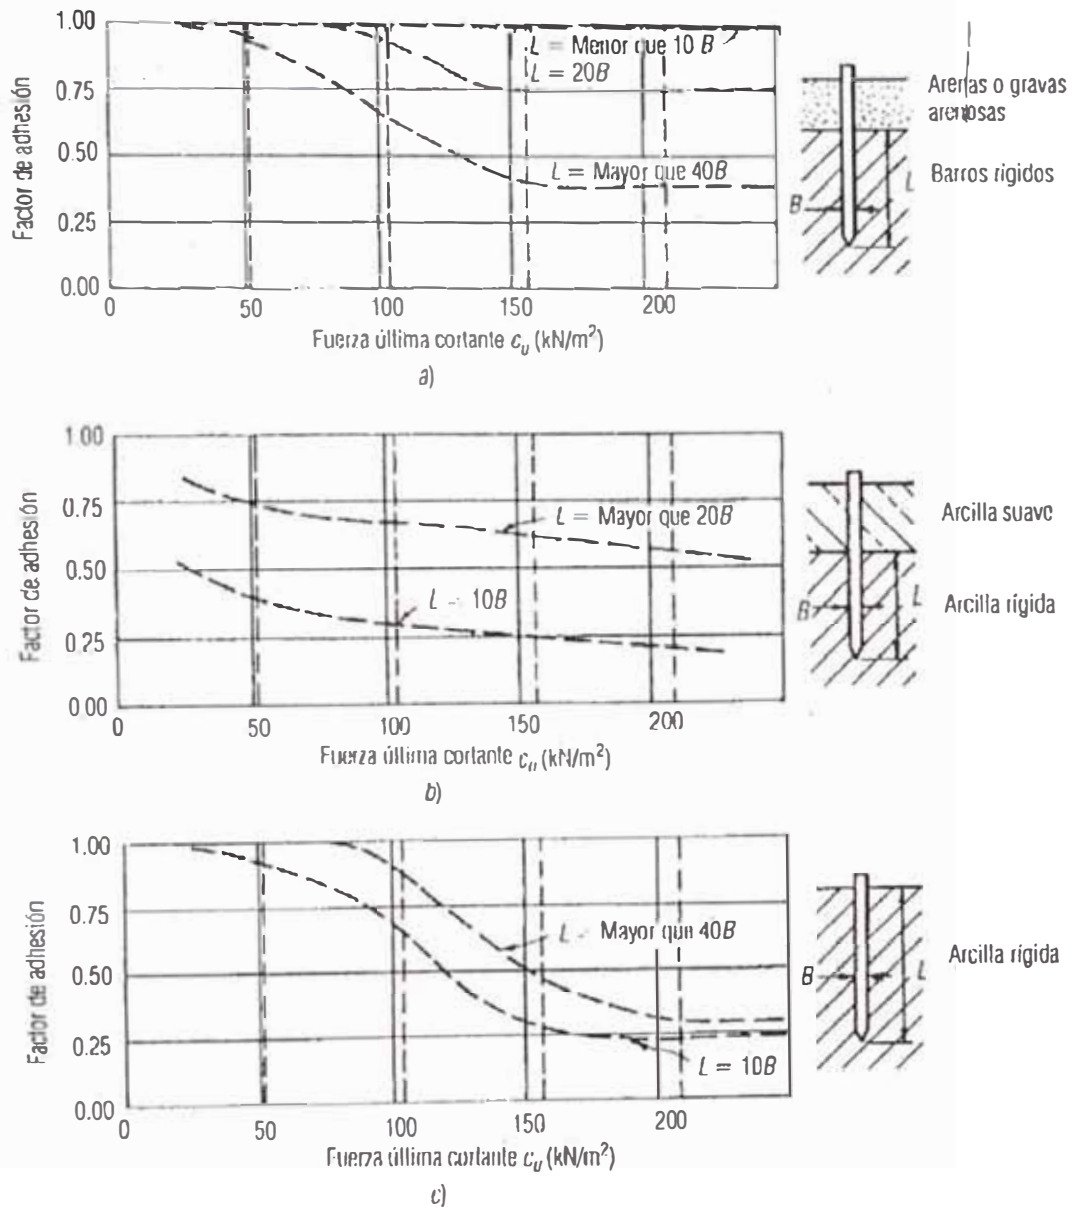 1.00
0.75
0.50
0.25
0.00
Factor de adhesión
L = Menor que 10 B
L = 20B
L = Mayor que 40B
0
50
100
150
200
Fuerza última cortante cu (kN/m²)
a)
Arenas o gravas
arenosas
Barros rígidos
B
L
1.00
0.75
0.50
0.25
0.00
Factor de adhesión
L = Mayor que 20B
L = 10B
0
50
100
150
200
Fuerza última cortante cu (kN/m²)
b)
Arcilla suave
Arcilla rígida
B
L
1.00
0.75
0.50
0.25
0.00
Factor de adhesión
L = Mayor que 40B
L = 10B
0
50
100
150
200
Fuerza última cortante cu (kN/m²)
c)
Arcilla rígida
B
L